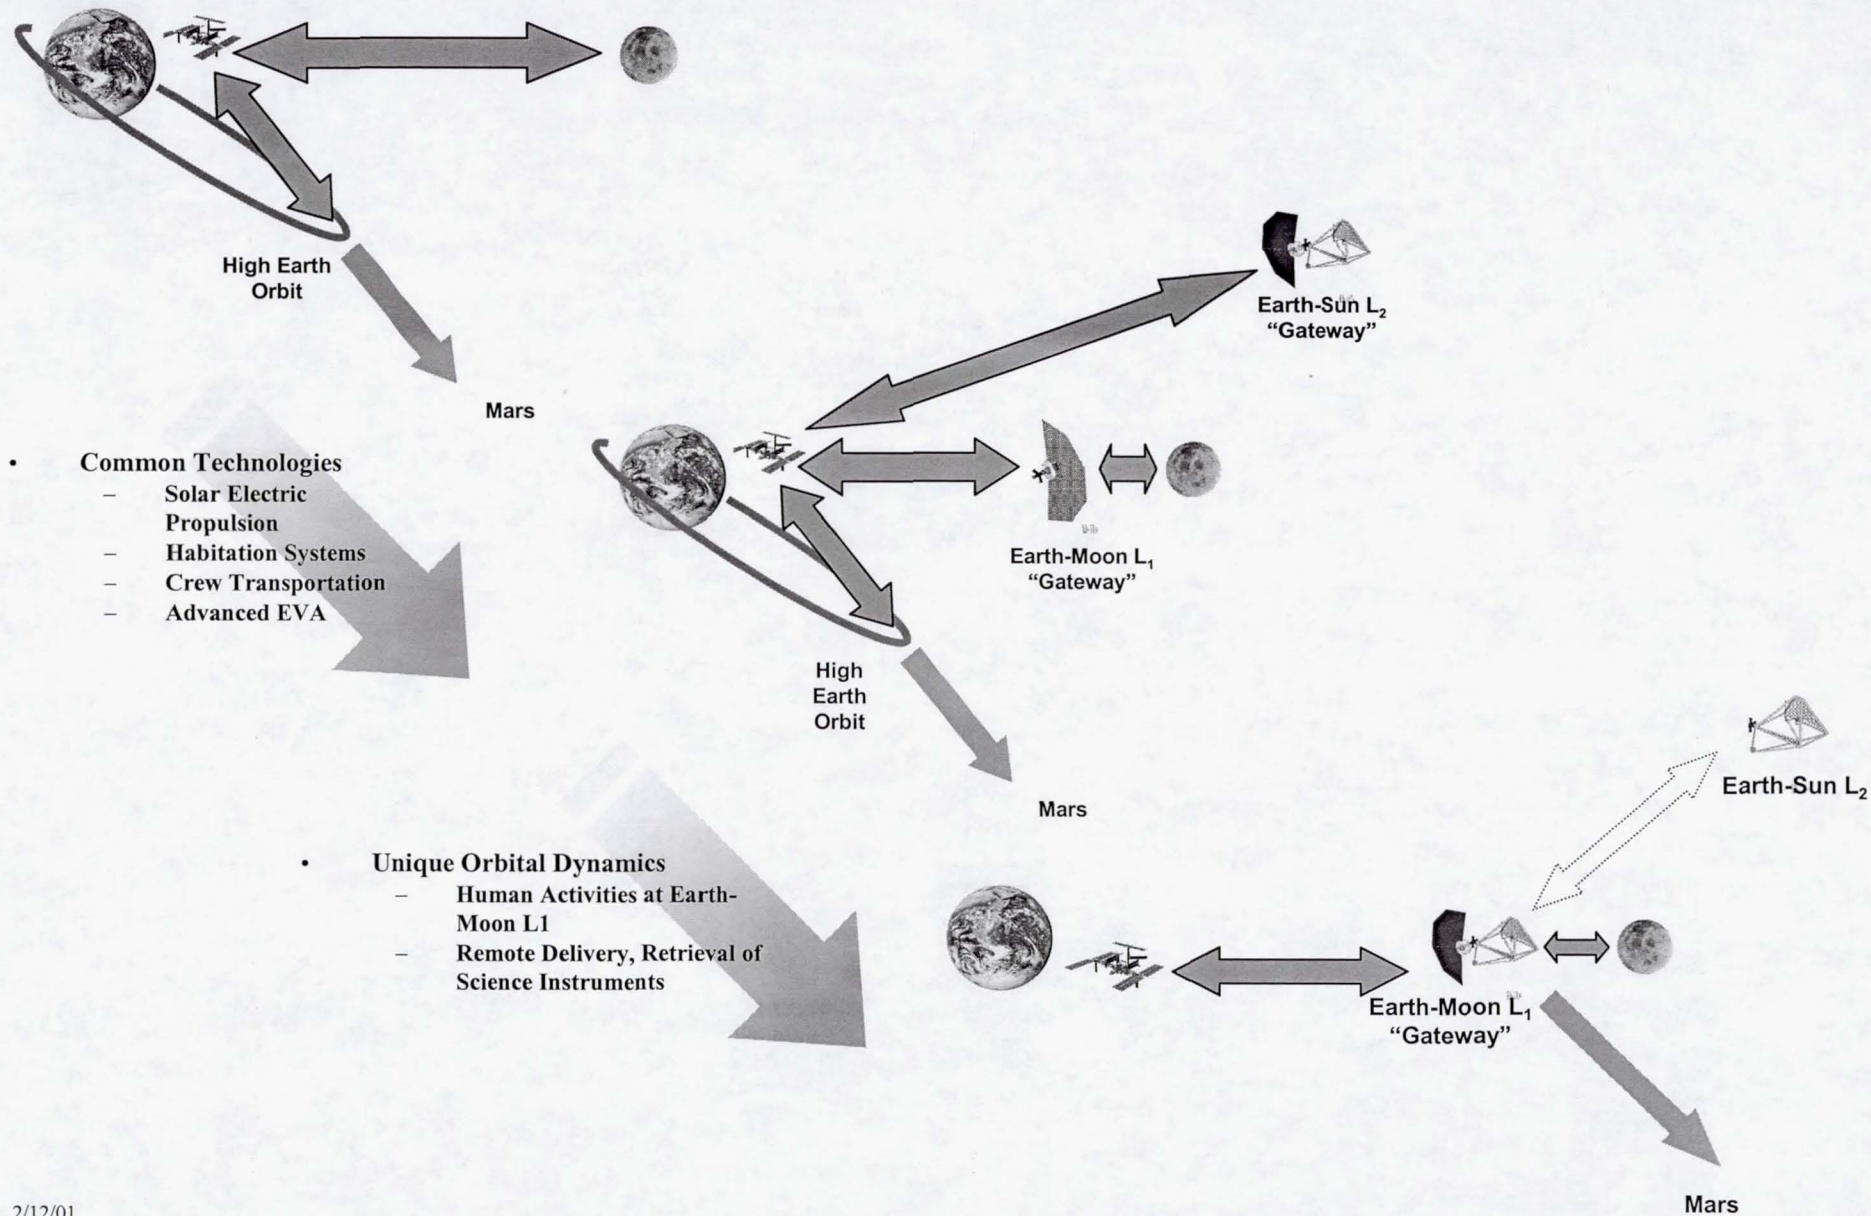 High Earth
Orbit
Mars
Earth-Sun L₂
“Gateway”
• Common Technologies
– Solar Electric
Propulsion
– Habitation Systems
– Crew Transportation
– Advanced EVA
Earth-Moon L₁
“Gateway”
High
Earth
Orbit
Mars
Earth-Sun L₂
• Unique Orbital Dynamics
– Human Activities at Earth-
Moon L1
– Remote Delivery, Retrieval of
Science Instruments
Earth-Moon L₁
“Gateway”
Mars
2/12/01